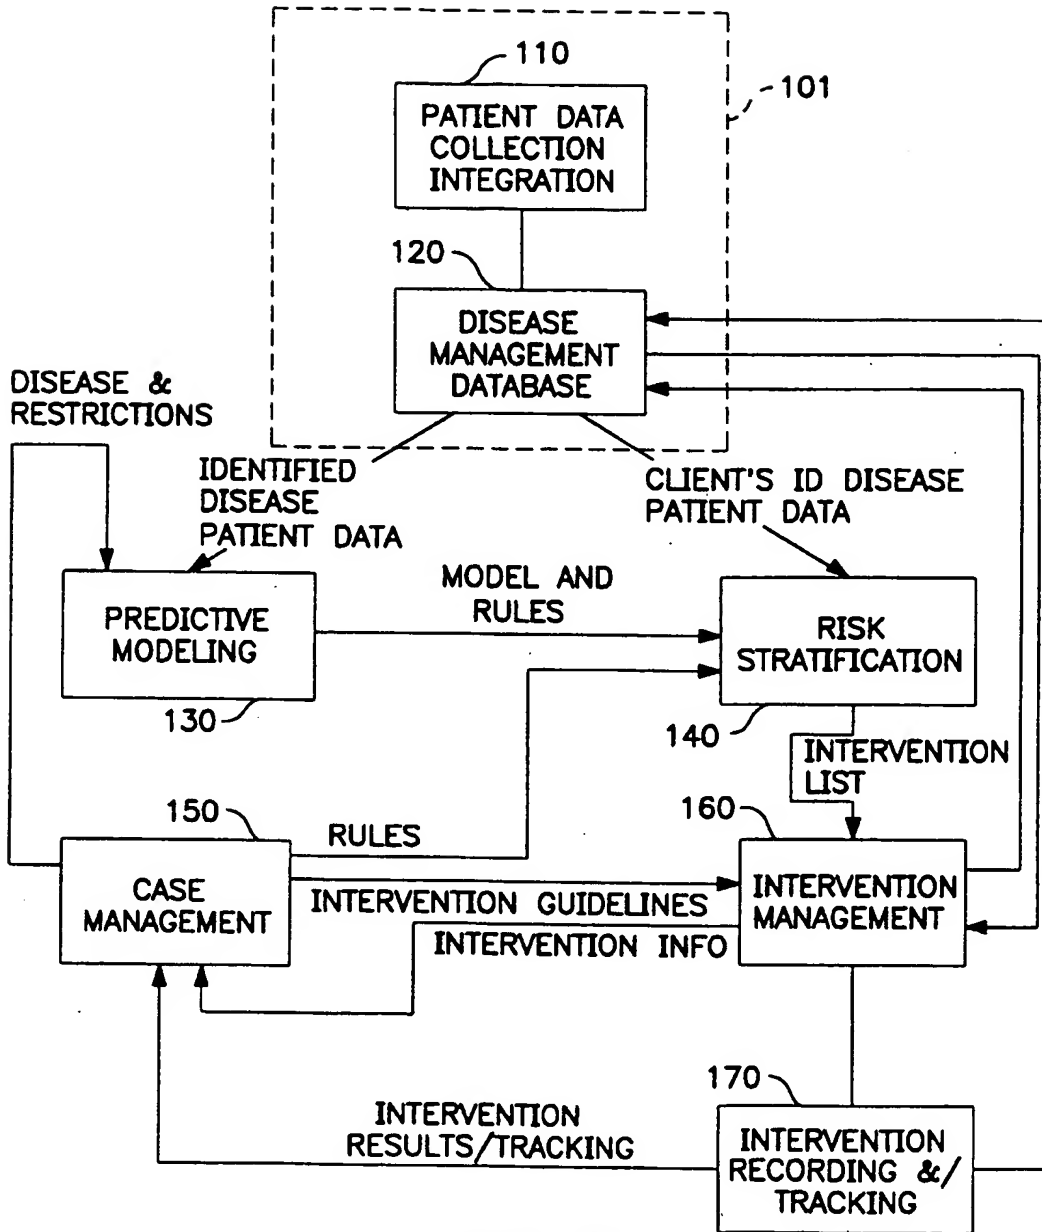 110
101
PATIENT DATA
COLLECTION
INTEGRATION
120
DISEASE
MANAGEMENT
DATABASE
DISEASE &
RESTRICTIONS
IDENTIFIED
DISEASE
PATIENT DATA
CLIENT'S ID DISEASE
PATIENT DATA
PREDICTIVE
MODELING
MODEL AND
RULES
RISK
STRATIFICATION
130
140
INTERVENTION
LIST
150
RULES
160
CASE
MANAGEMENT
INTERVENTION GUIDELINES
INTERVENTION INFO
INTERVENTION
MANAGEMENT
170
INTERVENTION
RESULTS/TRACKING
INTERVENTION
RECORDING &/
TRACKING